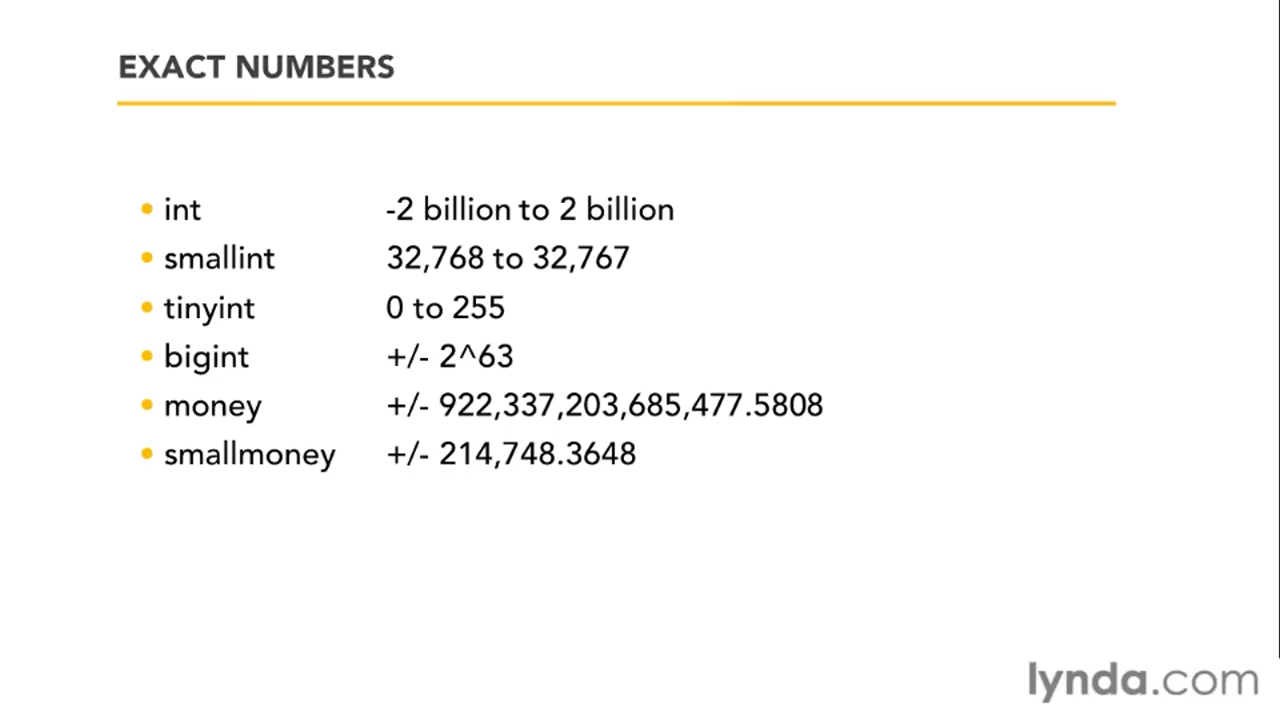 EXACT NUMBERS
• int -2 billion to 2 billion
• smallint 32,768 to 32,767
• tinyint 0 to 255
• bigint +/- 2^63
• money +/- 922,337,203,685,477.5808
• smallmoney +/- 214,748.3648
lynda.com